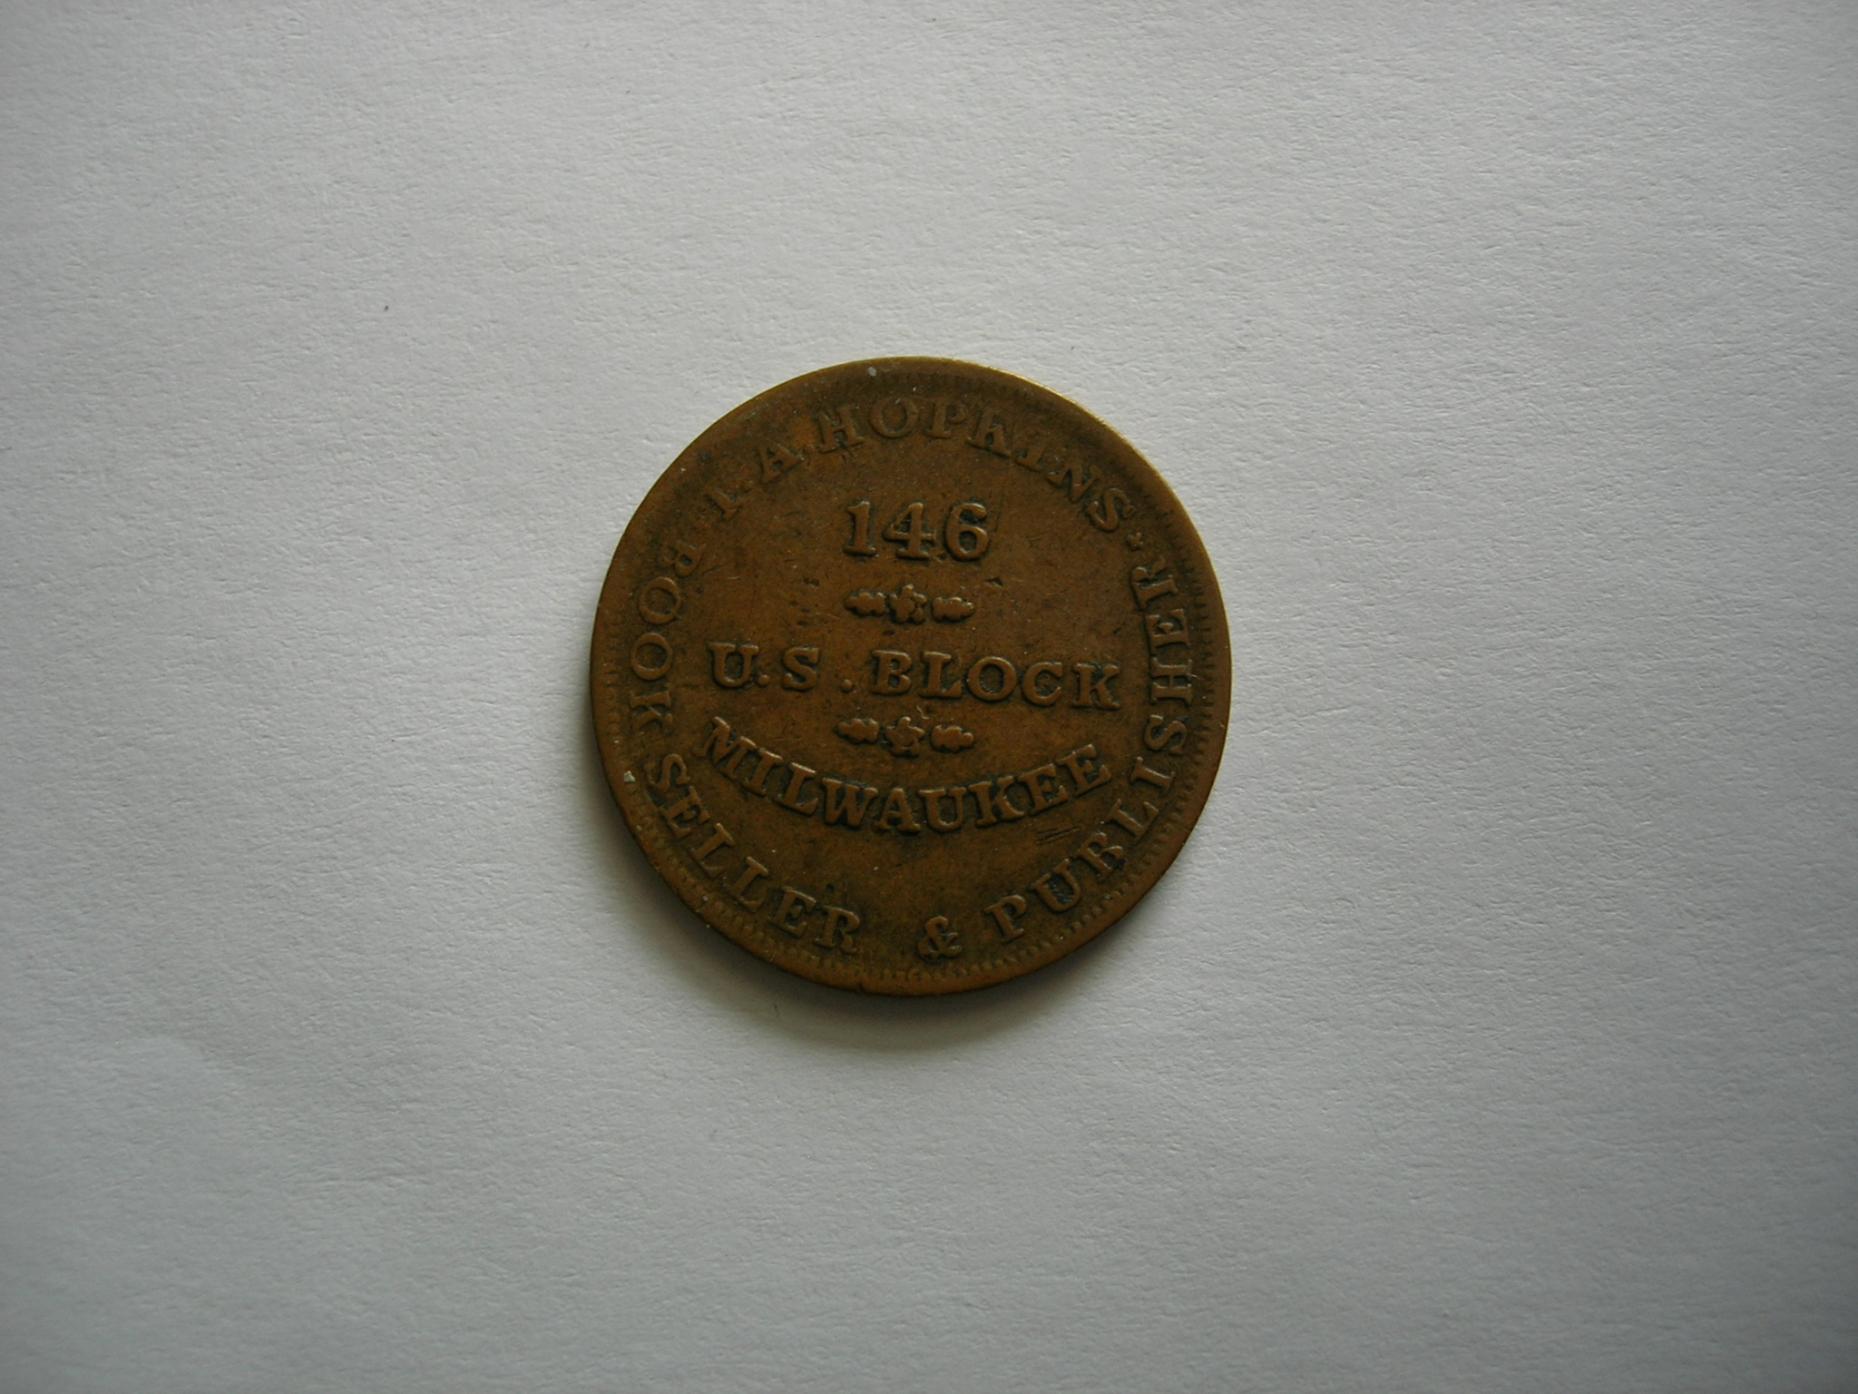 I. A. HOPKINS
146
U.S. BLOCK
MILWAUKEE
BOOK SELLER & PUBLISHER